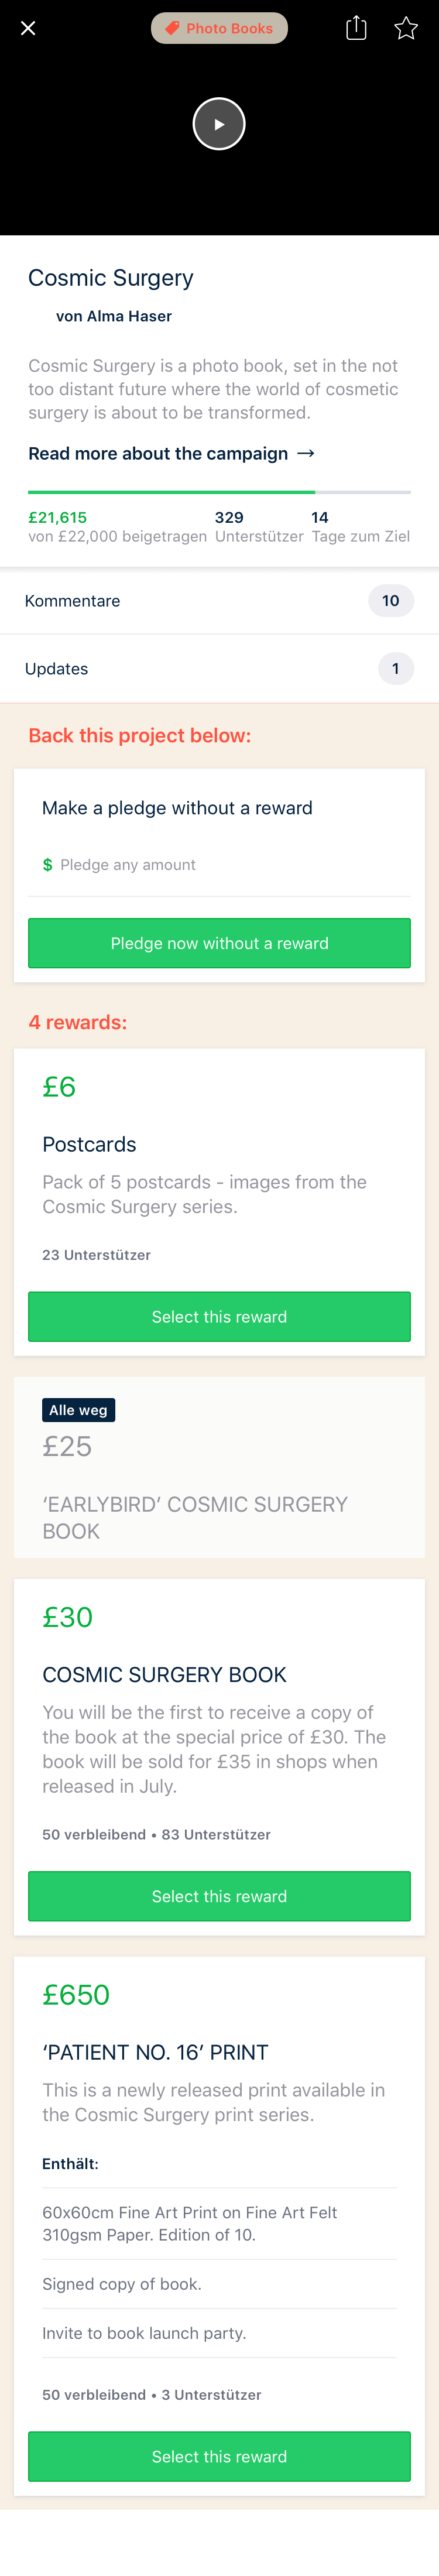 Photo Books
Cosmic Surgery
von Alma Haser
Cosmic Surgery is a photo book, set in the not
too distant future where the world of cosmetic
surgery is about to be transformed.
Read more about the campaign →
£21,615
von £22,000 beigetragen
329
Unterstützer
14
Tage zum Ziel
Kommentare
10
Updates
1
Back this project below:
Make a pledge without a reward
$ Pledge any amount
Pledge now without a reward
4 rewards:
£6
Postcards
Pack of 5 postcards - images from the
Cosmic Surgery series.
23 Unterstützer
Select this reward
Alle weg
£25
‘EARLYBIRD’ COSMIC SURGERY
BOOK
£30
COSMIC SURGERY BOOK
You will be the first to receive a copy of
the book at the special price of £30. The
book will be sold for £35 in shops when
released in July.
50 verbleibend • 83 Unterstützer
Select this reward
£650
‘PATIENT NO. 16’ PRINT
This is a newly released print available in
the Cosmic Surgery print series.
Enthält:
60x60cm Fine Art Print on Fine Art Felt
310gsm Paper. Edition of 10.
Signed copy of book.
Invite to book launch party.
50 verbleibend • 3 Unterstützer
Select this reward